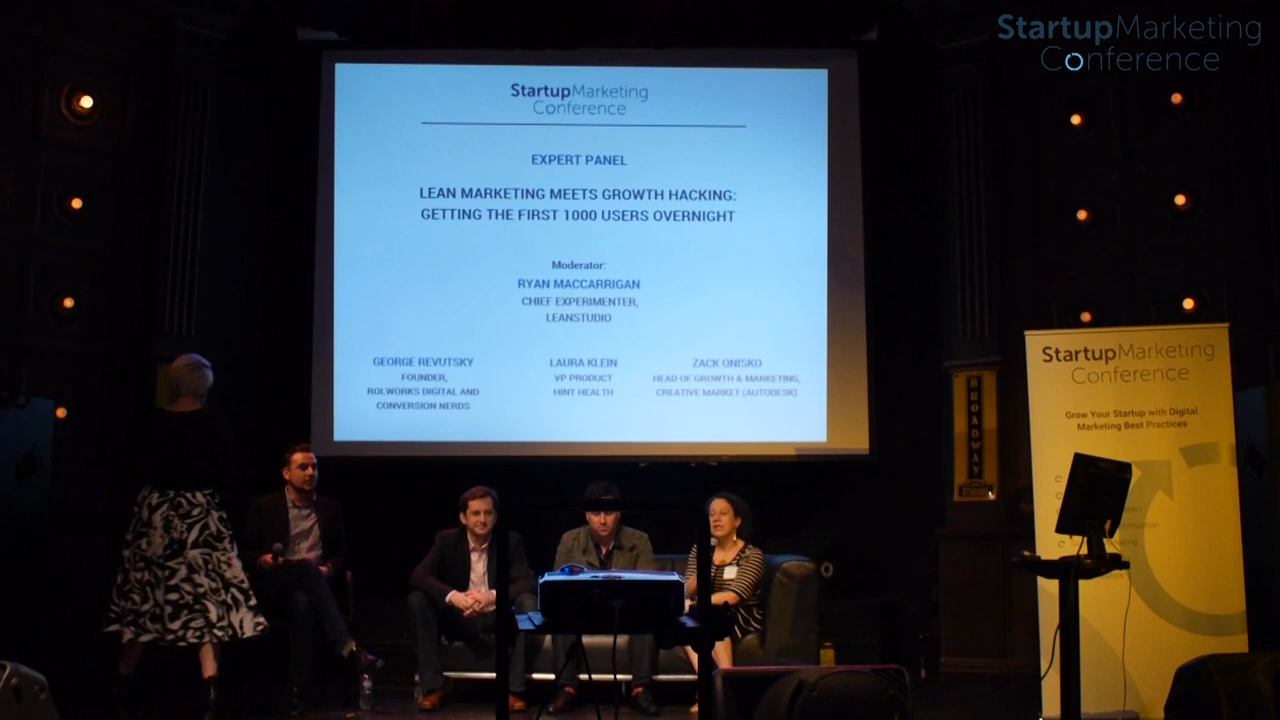 StartupMarketing
Conference
StartupMarketing
Conference
EXPERT PANEL
LEAN MARKETING MEETS GROWTH HACKING:
GETTING THE FIRST 1000 USERS OVERNIGHT
Moderator:
RYAN MACCARRIGAN
CHIEF EXPERIMENTER,
LEANSTUDIO
GEORGE REVUTSKY
FOUNDER,
ROI.WORKS DIGITAL AND
CONVERSION NERDS
LAURA KLEIN
VP PRODUCT
HINT HEALTH
ZACK ONISKO
HEAD OF GROWTH & MARKETING,
CREATIVE MARKET (AUTODESK)
BROADWAY
StartupMarketing
Conference
Grow Your Startup with Digital
Marketing Best Practices